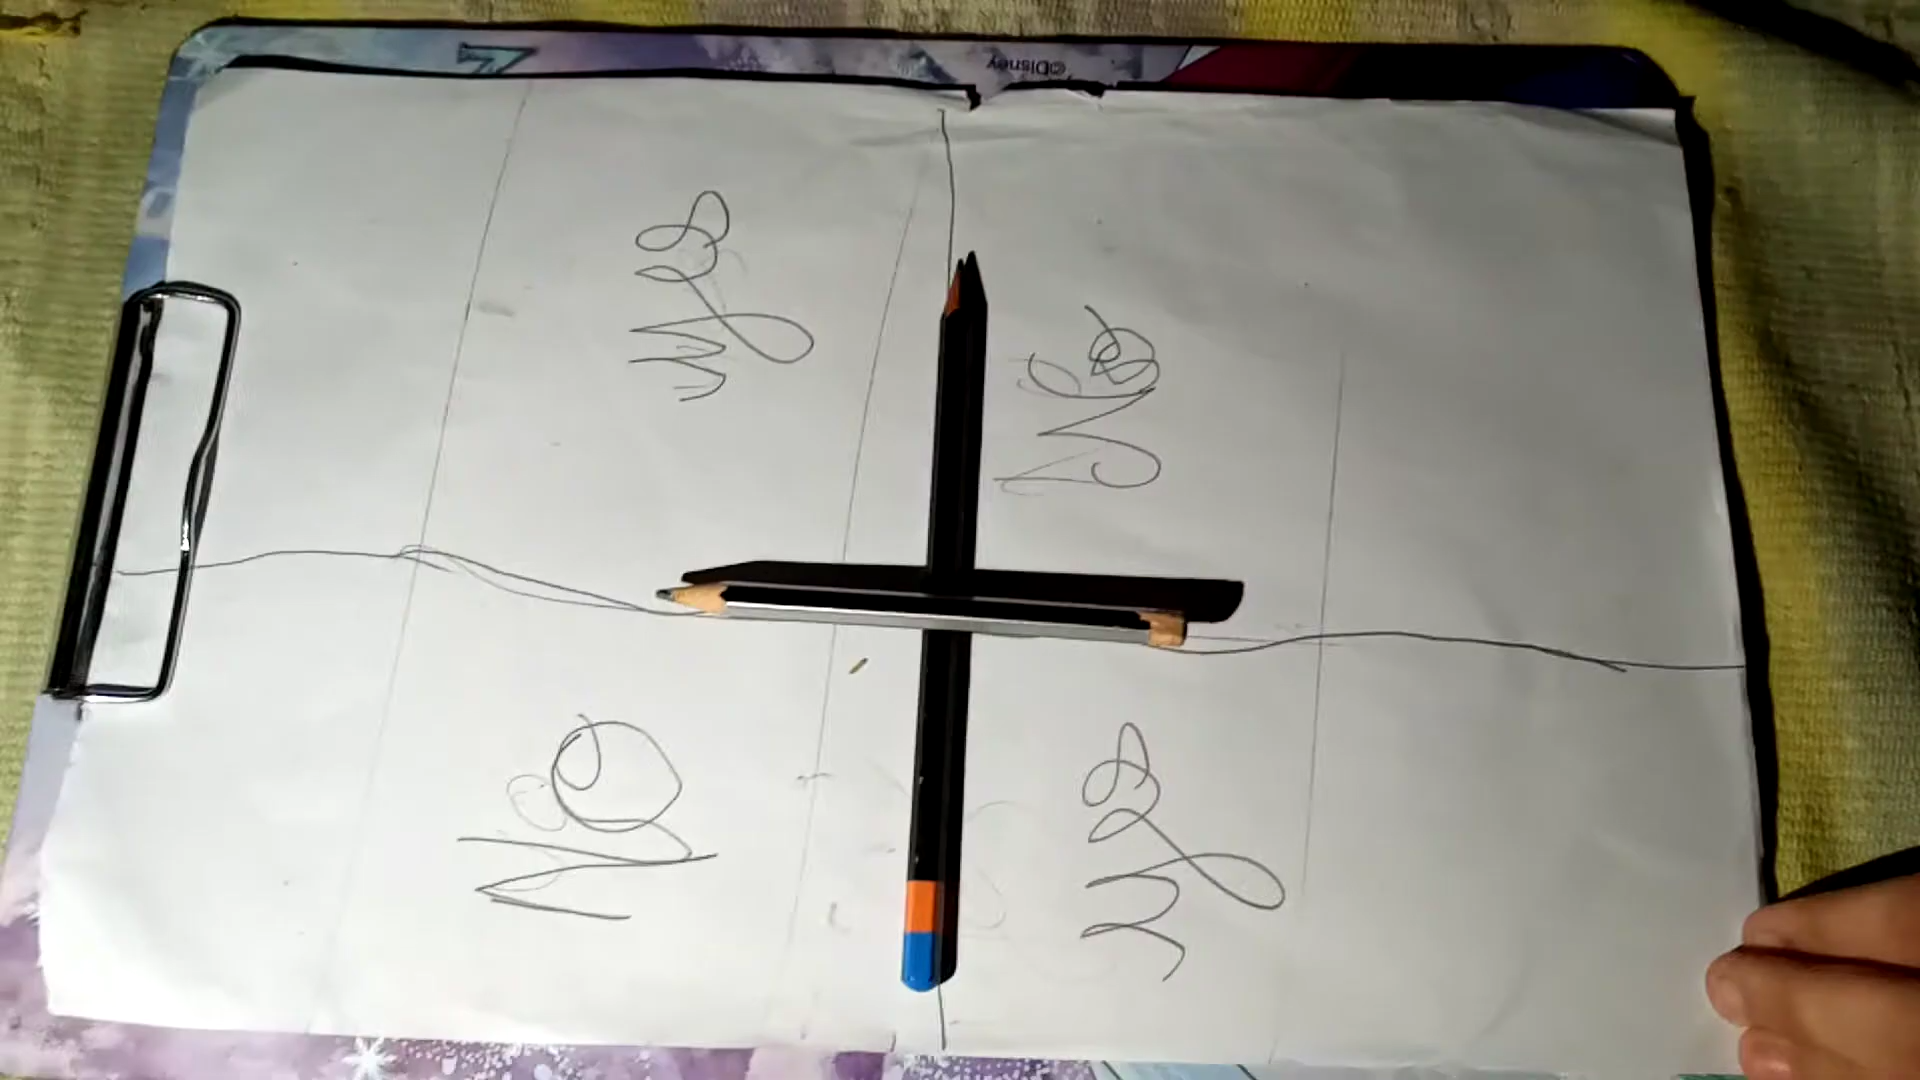 Yes
No
No
Yes
©Disney